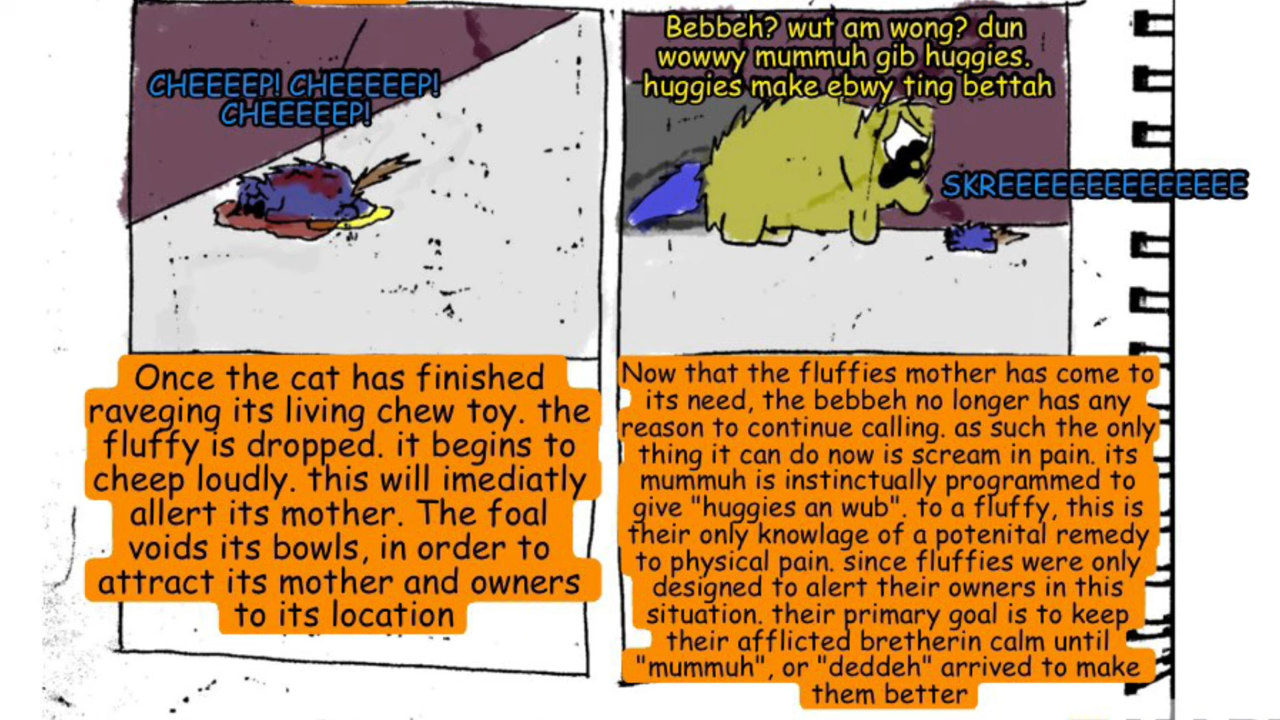 CHEEEEP! CHEEEEEP!
CHEEEEEP!
Once the cat has finished
raveging its living chew toy. the
fluffy is dropped. it begins to
cheep loudly. this will imediatly
allert its mother. The foal
voids its bowls, in order to
attract its mother and owners
to its location
Bebbeh? wut am wong? dun
wowwy mummuh gib huggies.
huggies make ebwy ting bettah
SKREEEEEEEEEEEEEEE
Now that the fluffies mother has come to
its need, the bebbeh no longer has any
reason to continue calling. as such the only
thing it can do now is scream in pain. its
mummuh is instinctually programmed to
give "huggies an wub". to a fluffy, this is
their only knowlage of a potenital remedy
to physical pain. since fluffies were only
designed to alert their owners in this
situation. their primary goal is to keep
their afflicted bretherin calm until
"mummuh", or "deddeh" arrived to make
them better